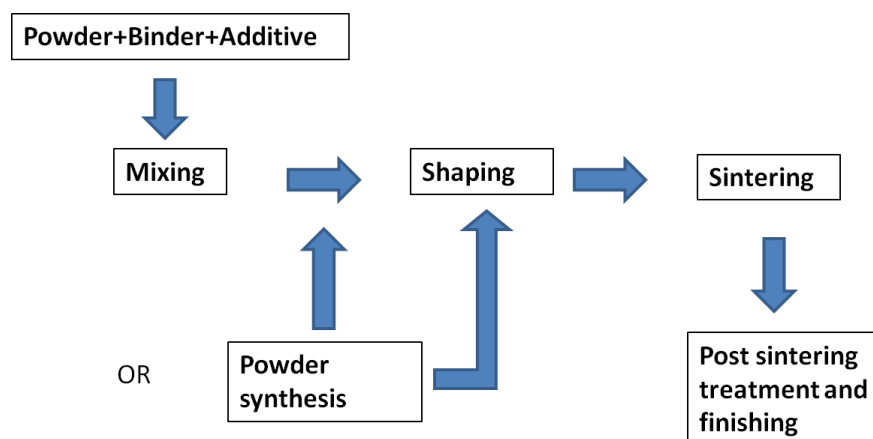 Powder+Binder+Additive
Mixing
Shaping
Sintering
OR
Powder
synthesis
Post sintering
treatment and
finishing